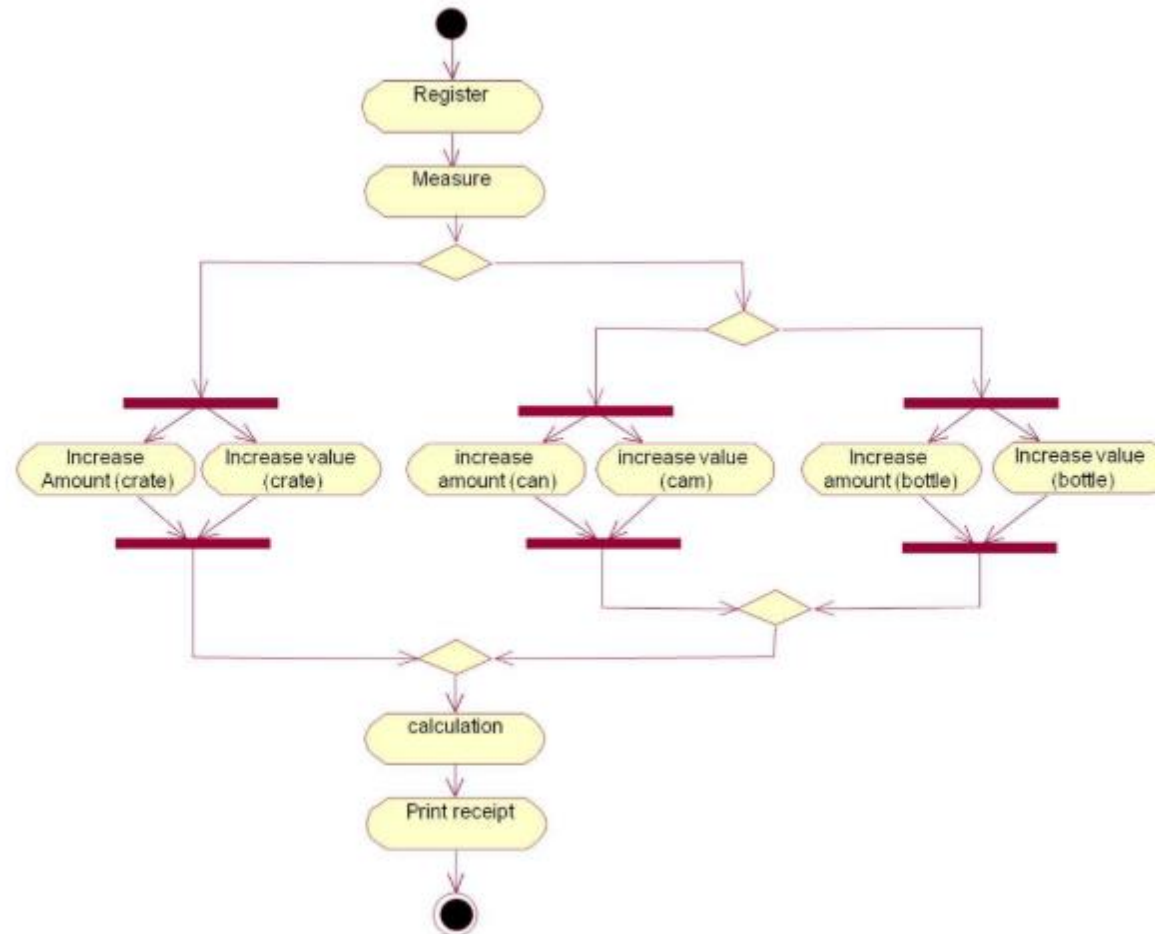 Register
Measure
Increase
Amount (crate)
Increase value
(crate)
increase
amount (can)
increase value
(cam)
Increase
amount (bottle)
Increase value
(bottle)
calculation
Print receipt